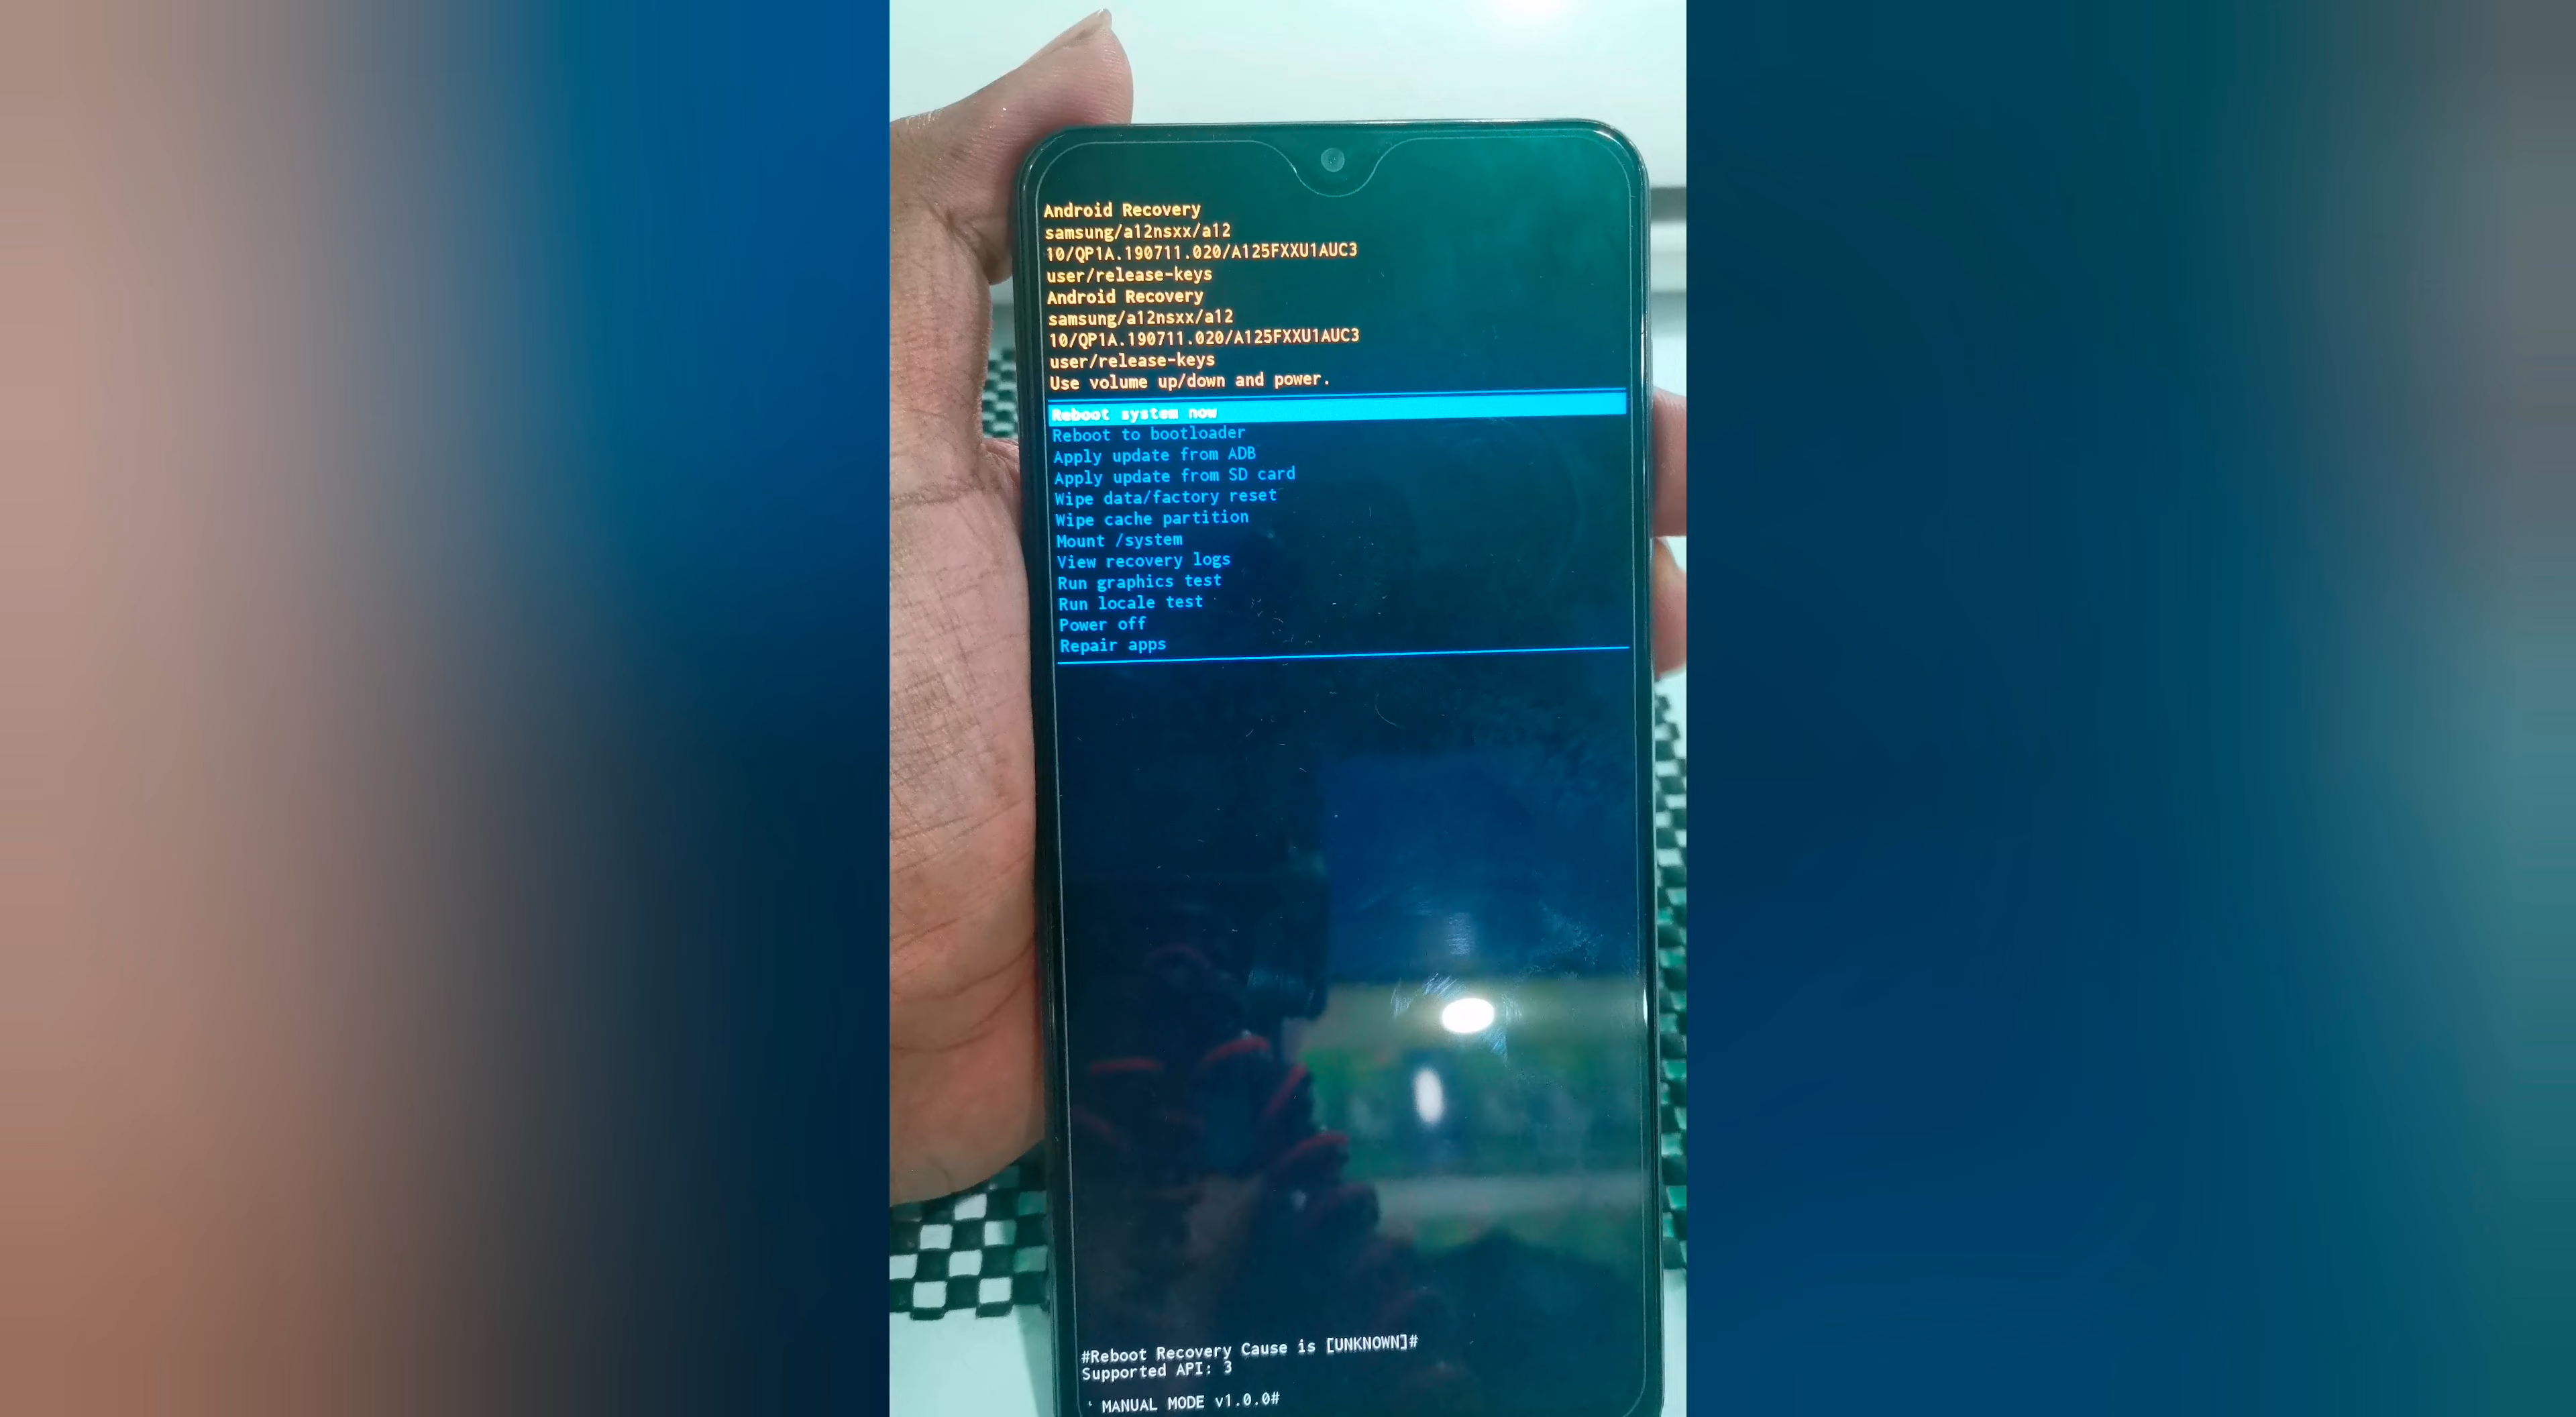 Android Recovery
samsung/a12nsxx/a12
10/QP1A.190711.020/A125FXXU1AUC3
user/release-keys
Android Recovery
samsung/a12nsxx/a12
10/QP1A.190711.020/A125FXXU1AUC3
user/release-keys
Use volume up/down and power.
Reboot system now
Reboot to bootloader
Apply update from ADB
Apply update from SD card
Wipe data/factory reset
Wipe cache partition
Mount /system
View recovery logs
Run graphics test
Run locale test
Power off
Repair apps
#Reboot Recovery Cause is [UNKNOWN]#
Supported API: 3
MANUAL MODE v1.0.0#